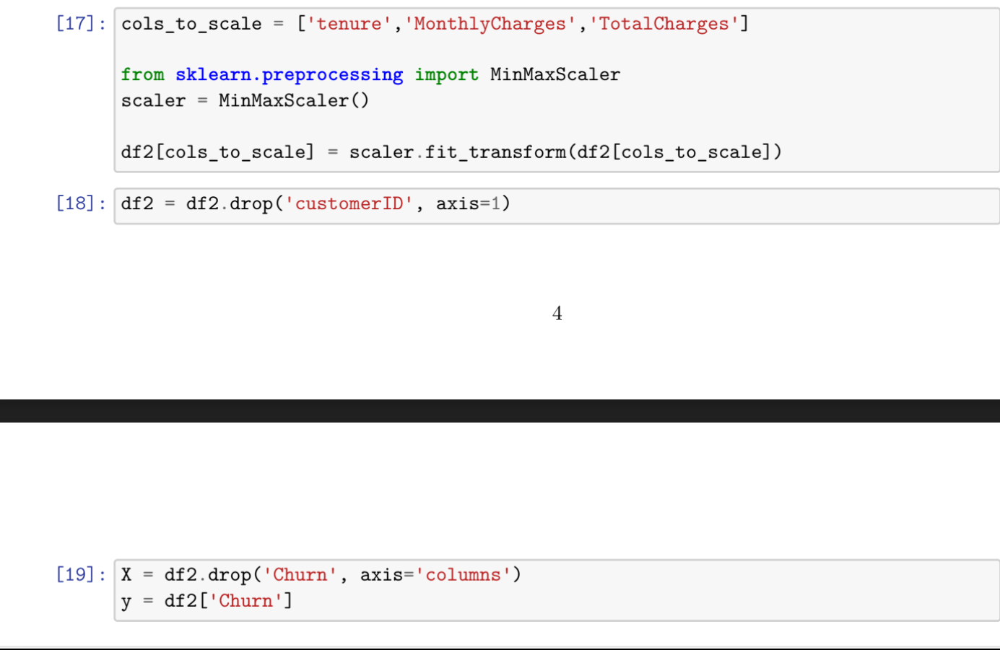 [17]: cols_to_scale = ['tenure','MonthlyCharges','TotalCharges']
from sklearn.preprocessing import MinMaxScaler
scaler = MinMaxScaler()
df2[cols_to_scale] = scaler.fit_transform(df2[cols_to_scale])
[18]: df2 = df2.drop('customerID', axis=1)
4
[19]: X = df2.drop('Churn', axis='columns')
y = df2['Churn']